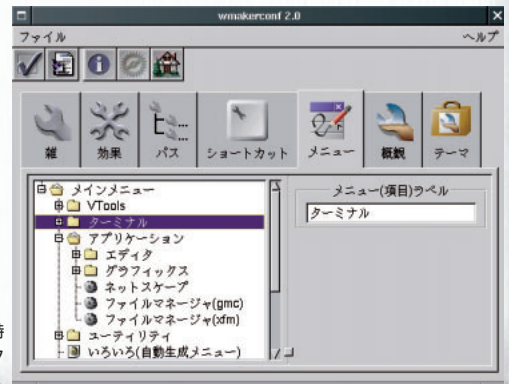 wmakerconf 2.0
ファイル
ヘルプ
雑
効果
パス
ショートカット
メニュー
概観
テーマ
メインメニュー
VTools
ターミナル
アプリケーション
エディタ
グラフィックス
ネットスケープ
ファイルマネージャ(gmc)
ファイルマネージャ(xfm)
ユーティリティ
いろいろ(自動生成メニュー)
メニュー(項目)ラベル
ターミナル